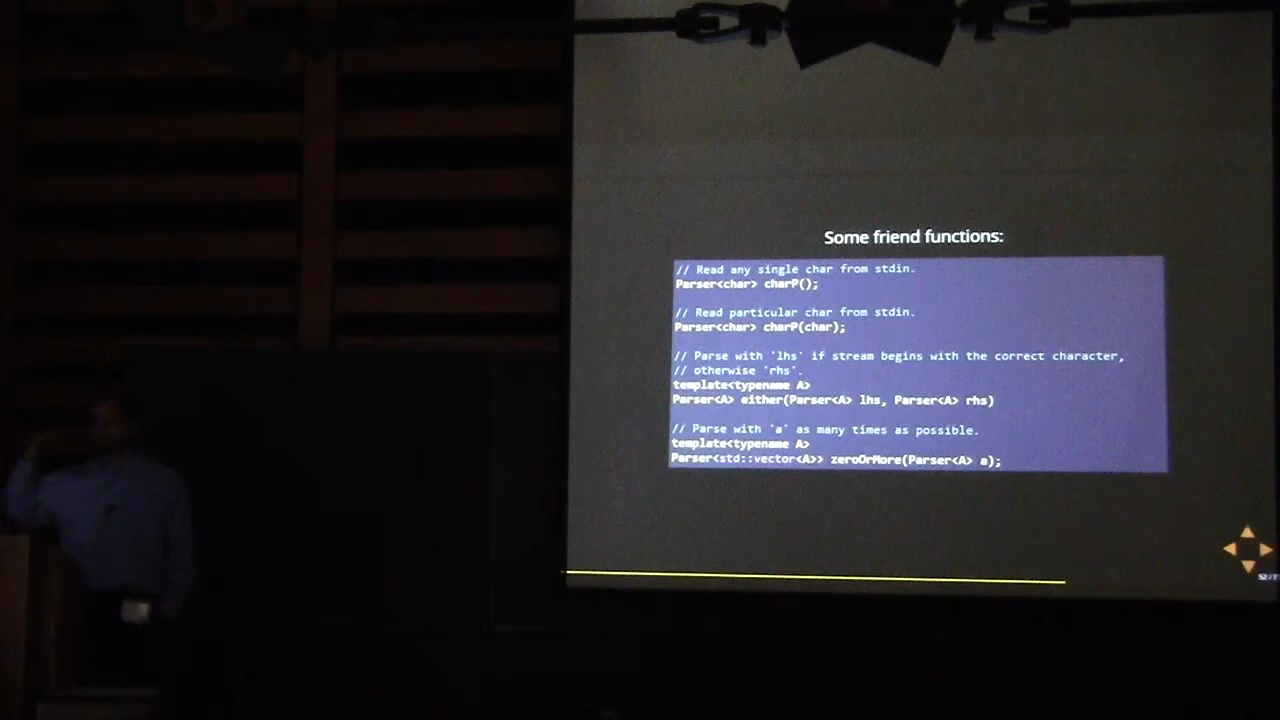 Some friend functions:
// Read any single char from stdin.
Parser<char> charP();
// Read particular char from stdin.
Parser<char> charP(char);
// Parse with 'lhs' if stream begins with the correct character,
// otherwise 'rhs'.
template<typename A>
Parser<A> either(Parser<A> lhs, Parser<A> rhs)
// Parse with 'a' as many times as possible.
template<typename A>
Parser<std::vector<A>> zeroOrMore(Parser<A> a);